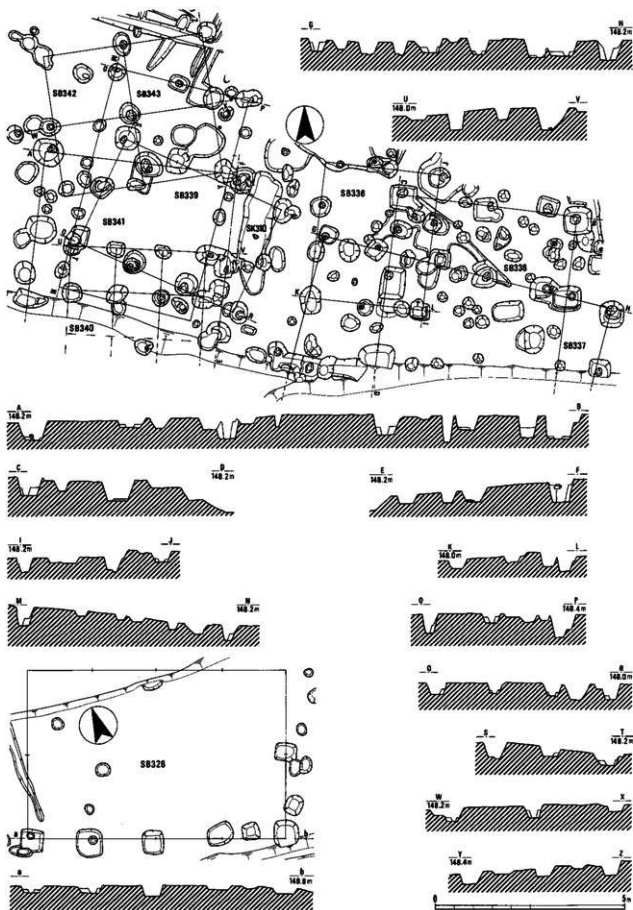 G H
148.2m
U V
148.0m
SB342
SB343
SB339
SB341
SB340
SK310
SB336
SB338
SB337
A B
148.2m
C D
148.2m
E F
148.2m
I J
148.2m
K L
148.0m
M N
148.2m
O P
148.4m
148.0m
S T
148.2m
W X
148.2m
Y Z
148.4m
SB328
a b
148.8m
0 5m